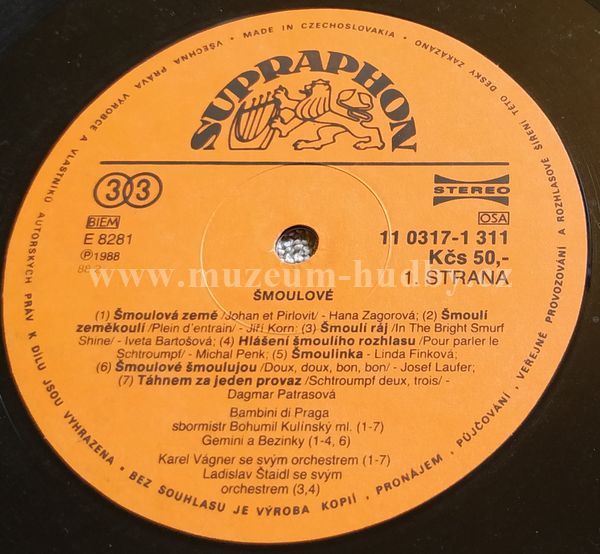 VŠECHNA PRÁVA VÝROBCE A VLASTNÍKŮ AUTORSKÝCH PRÁV K DÍLU JSOU VYHRAZENA • BEZ SOUHLASU JE VÝROBA KOPIÍ, PRONÁJEM, PŮJČOVÁNÍ, VEŘEJNÉ PROVOZOVÁNÍ A ROZHLASOVÉ ŠÍŘENÍ TÉTO DESKY ZAKÁZÁNO • MADE IN CZECHOSLOVAKIA •
SUPRAPHON
33
STEREO
BIEM
OSA
E 8281
11 0317-1 311
℗ 1988
Kčs 50,-
1. STRANA
www.muzeum-hudby.cz
ŠMOULOVÉ
(1) Šmoulová země /Johan et Pirlovit/ - Hana Zagorová; (2) Šmoulí
zeměkoulí /Plein d'entrain/ - Jiří Korn; (3) Šmoulí ráj /In The Bright Smurf
Shine/ - Iveta Bartošová; (4) Hlášení šmoulího rozhlasu /Pour parler le
Schtroumpf/ - Michal Penk; (5) Šmoulinka - Linda Finková;
(6) Šmoulové šmoulujou /Doux, doux, bon, bon/ - Josef Laufer;
(7) Táhnem za jeden provaz /Schtroumpf deux, trois/ -
Dagmar Patrasová
Bambini di Praga
sbormistr Bohumil Kulínský ml. (1-7)
Gemini a Bezinky (1-4, 6)
Karel Vágner se svým orchestrem (1-7)
Ladislav Štaidl se svým
orchestrem (3,4)